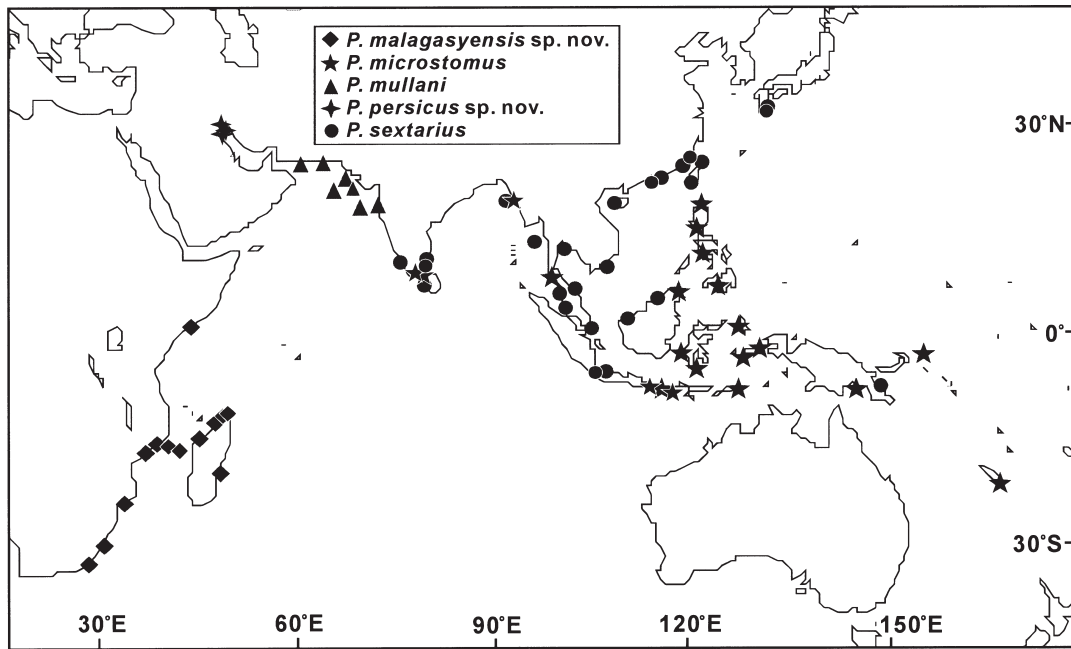 P. malagasyensis sp. nov.
P. microstomus
P. mullani
P. persicus sp. nov.
P. sextarius
30°N
0°
30°S
30°E
60°E
90°E
120°E
150°E